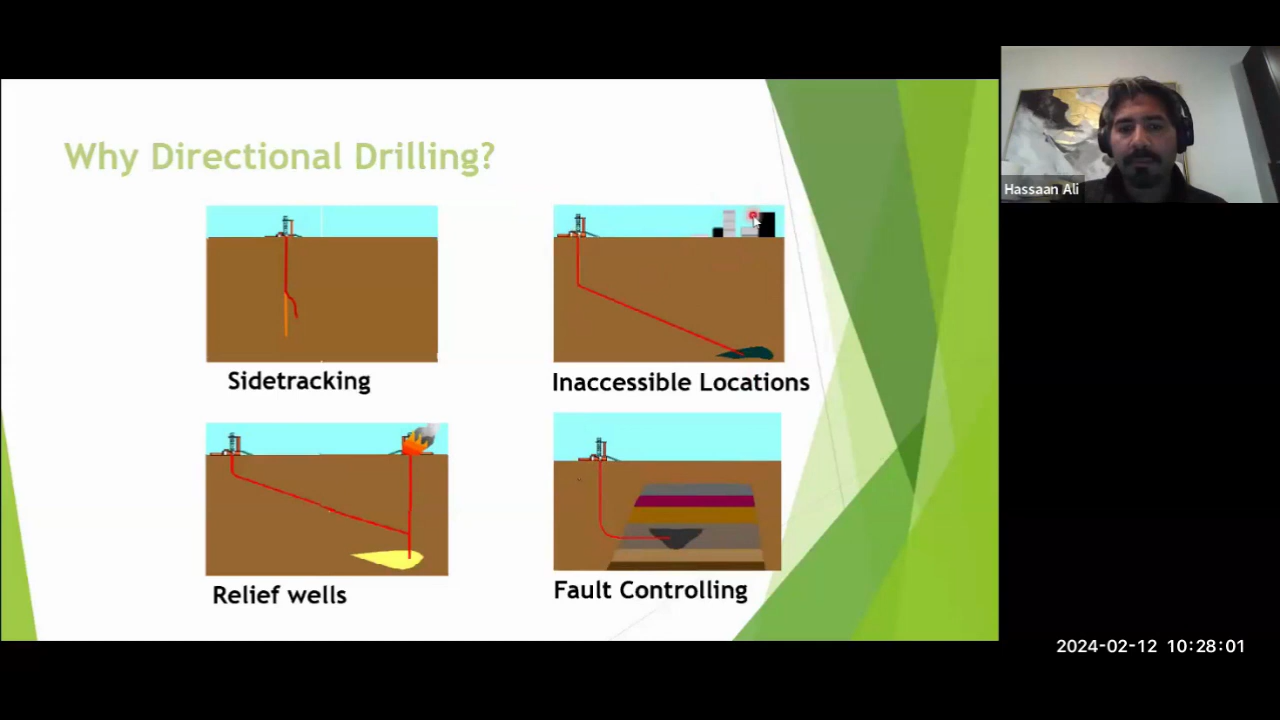 Why Directional Drilling?
Hassaan Ali
Sidetracking
Inaccessible Locations
Relief wells
Fault Controlling
2024-02-12 10:28:01